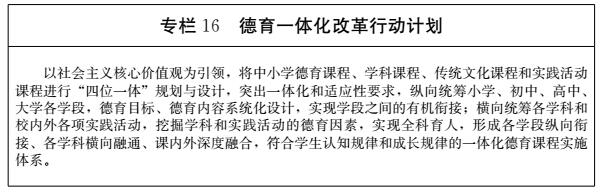 专栏 16 德育一体化改革行动计划
以社会主义核心价值观为引领，将中小学德育课程、学科课程、传统文化课程和实践活动
课程进行“四位一体”规划与设计，突出一体化和适应性要求，纵向统筹小学、初中、高中、
大学各学段，德育目标、德育内容系统化设计，实现学段之间的有机衔接；横向统筹各学科和
校内外各项实践活动，挖掘学科和实践活动的德育因素，实现全科育人，形成各学段纵向衔
接、各学科横向融通、课内外深度融合，符合学生认知规律和成长规律的一体化德育课程实施
体系。